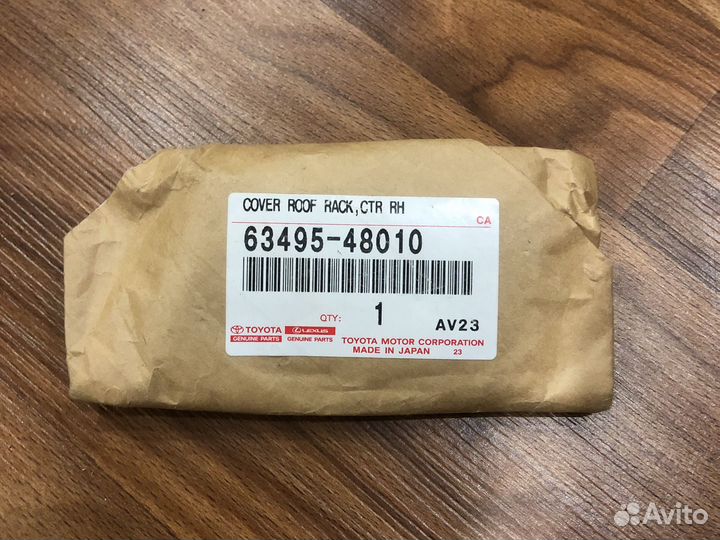 COVER ROOF RACK,CTR RH
CA
63495-48010
QTY: 1
AV23
TOYOTA LEXUS
GENUINE PARTS GENUINE PARTS
TOYOTA MOTOR CORPORATION
MADE IN JAPAN 23
Avito